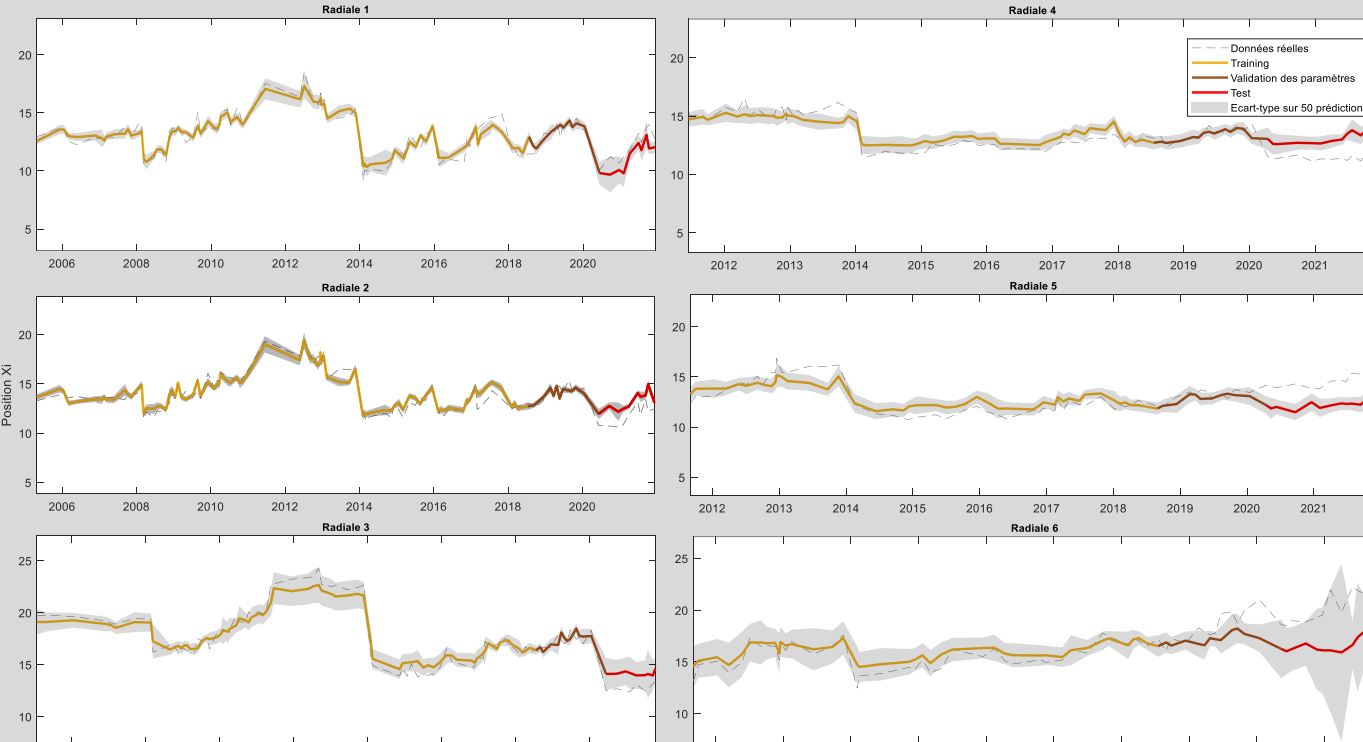 Radiale 1
20
15
10
5
2006 2008 2010 2012 2014 2016 2018 2020
Radiale 4
Données réelles
Training
Validation des paramètres
Test
Ecart-type sur 50 prédiction
20
15
10
5
2012 2013 2014 2015 2016 2017 2018 2019 2020 2021
Position Xi
Radiale 2
20
15
10
5
2006 2008 2010 2012 2014 2016 2018 2020
Radiale 5
20
15
10
5
2012 2013 2014 2015 2016 2017 2018 2019 2020 2021
Radiale 3
25
20
15
10
Radiale 6
25
20
15
10